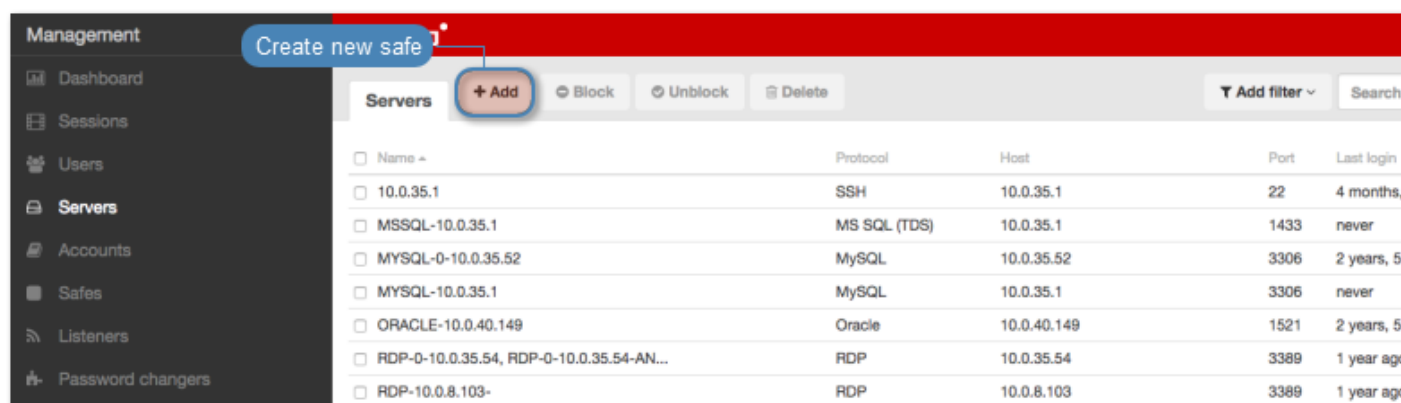 Management
Create new safe
Dashboard
Sessions
Users
Servers
Accounts
Safes
Listeners
Password changers
Servers + Add Block Unblock Delete Add filter Search
Name Protocol Host Port Last login
10.0.35.1 SSH 10.0.35.1 22 4 months,
MSSQL-10.0.35.1 MS SQL (TDS) 10.0.35.1 1433 never
MYSQL-0-10.0.35.52 MySQL 10.0.35.52 3306 2 years, 5
MYSQL-10.0.35.1 MySQL 10.0.35.1 3306 never
ORACLE-10.0.40.149 Oracle 10.0.40.149 1521 2 years, 5
RDP-0-10.0.35.54, RDP-0-10.0.35.54-AN... RDP 10.0.35.54 3389 1 year ago
RDP-10.0.8.103- RDP 10.0.8.103 3389 1 year ago